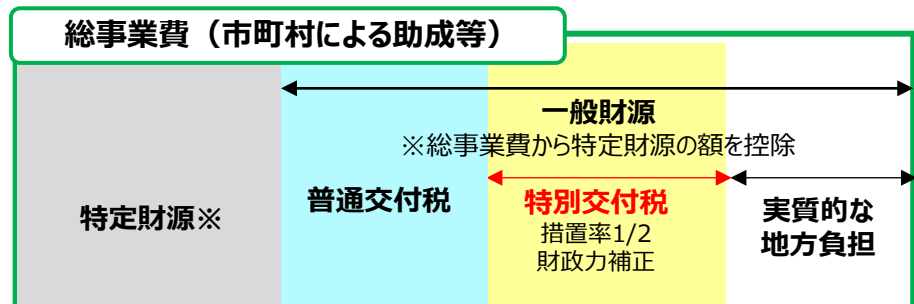 総事業費（市町村による助成等）
一般財源
※総事業費から特定財源の額を控除
特定財源※
普通交付税
特別交付税
措置率1/2
財政力補正
実質的な
地方負担